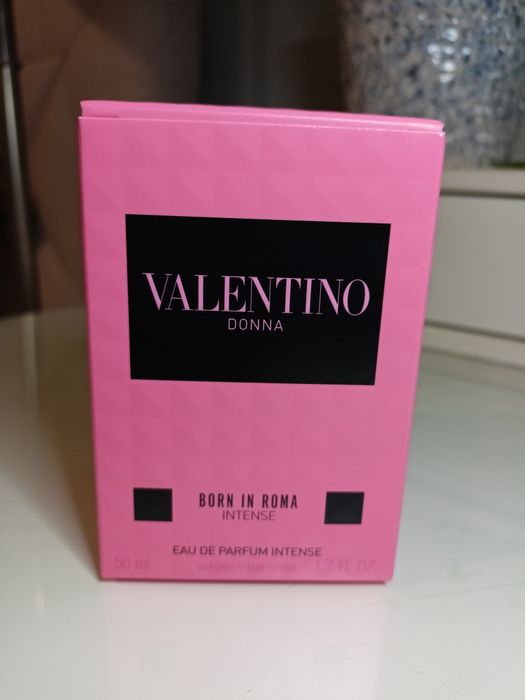 VALENTINO
DONNA
BORN IN ROMA
INTENSE
EAU DE PARFUM INTENSE
50 ml VAPORISATEUR SPRAY 1.7 FL.OZ